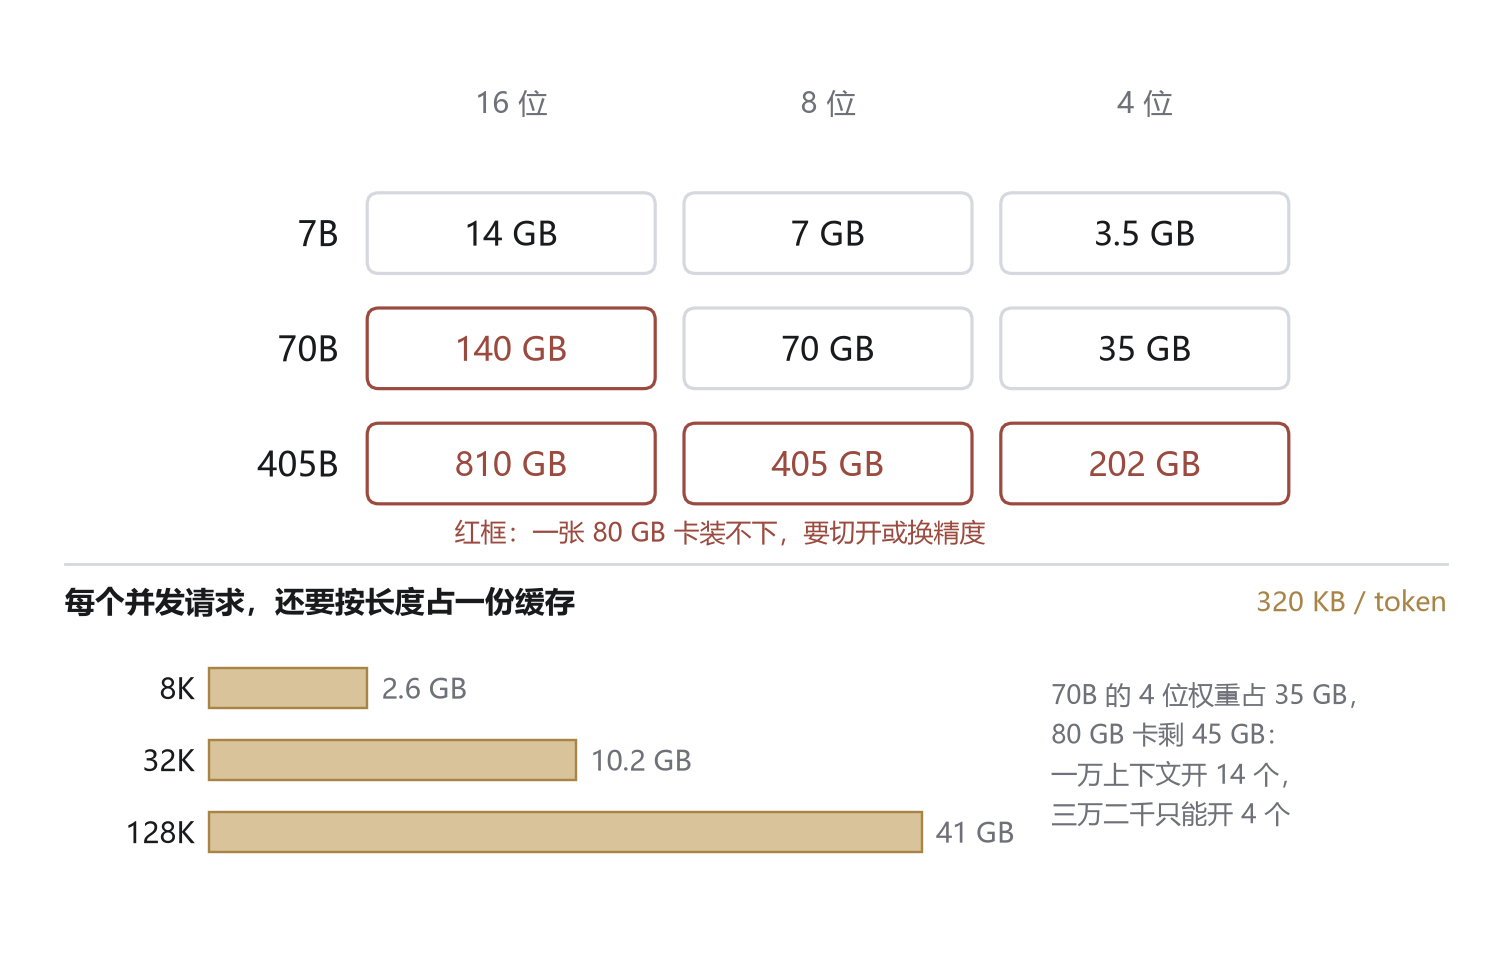 16 位 8 位 4 位
7B 14 GB 7 GB 3.5 GB
70B 140 GB 70 GB 35 GB
405B 810 GB 405 GB 202 GB
红框：一张 80 GB 卡装不下，要切开或换精度
每个并发请求，还要按长度占一份缓存 320 KB / token
8K 2.6 GB
32K 10.2 GB
128K 41 GB
70B 的 4 位权重占 35 GB，
80 GB 卡剩 45 GB：
一万上下文开 14 个，
三万二千只能开 4 个